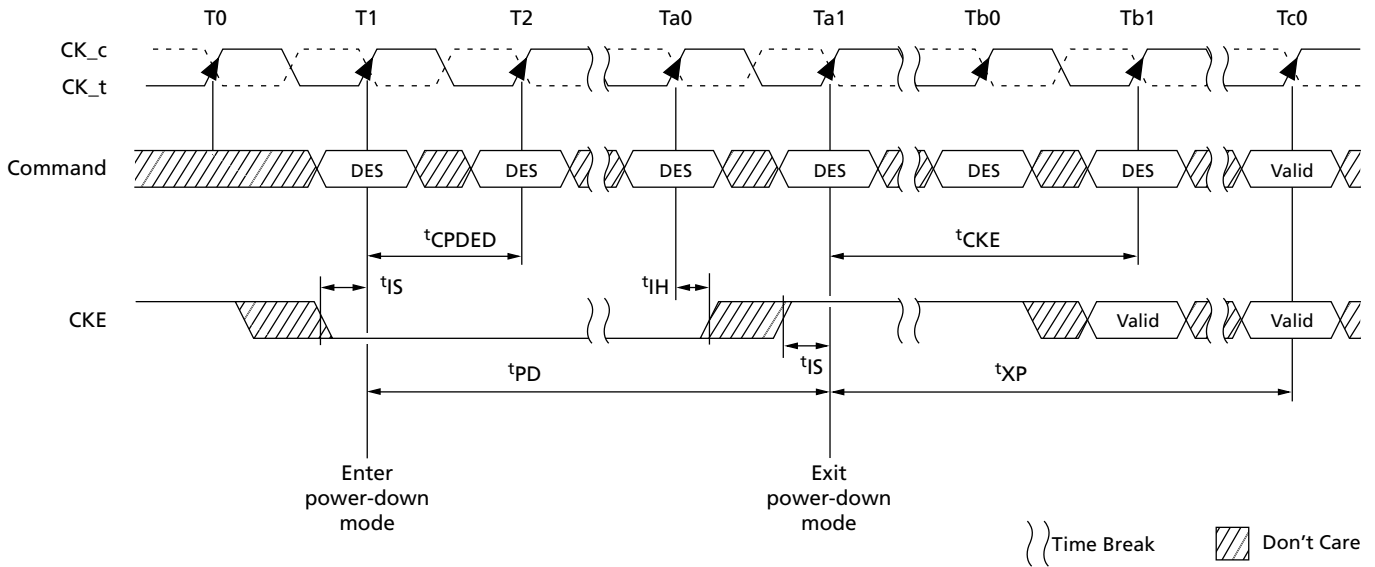 T0 T1 T2 Ta0 Ta1 Tb0 Tb1 Tc0
CK_c
CK_t
Command DES DES DES DES DES DES Valid
tCPDED tCKE
tIS tIH
CKE Valid Valid
tIS
tPD tXP
Enter
power-down
mode
Exit
power-down
mode
Time Break Don't Care